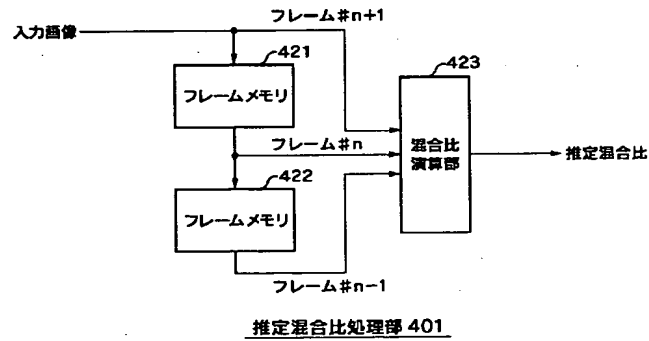 フレーム#n+1
入力画像
421
フレームメモリ
423
混合比
演算部
フレーム#n
推定混合比
422
フレームメモリ
フレーム#n-1
推定混合比処理部 401